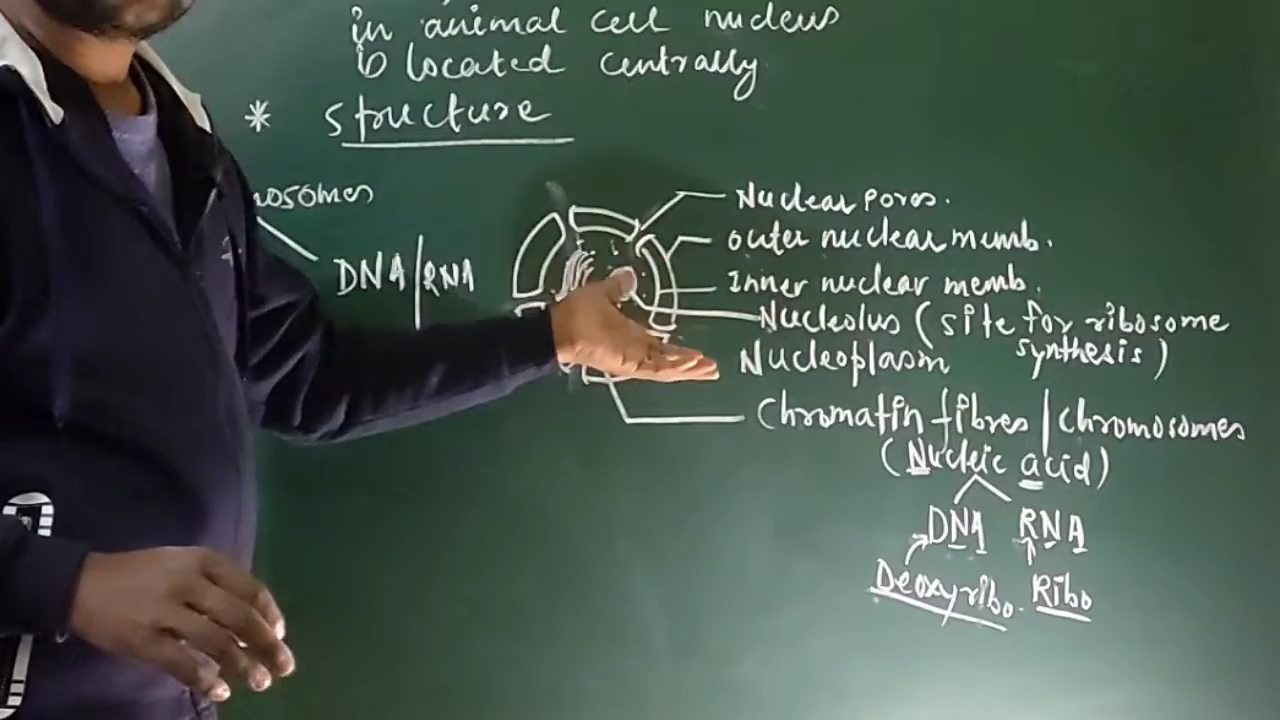 in animal cell nucleus
is located centrally
* structure
nosomes
DNA/RNA
Nuclear pores.
outer nuclear memb.
Inner nuclear memb.
Nucleolus (site for ribosome synthesis)
Nucleoplasm
Chromatin fibres/chromosomes
(Nucleic acid)
DNA RNA
Deoxyribo. Ribo